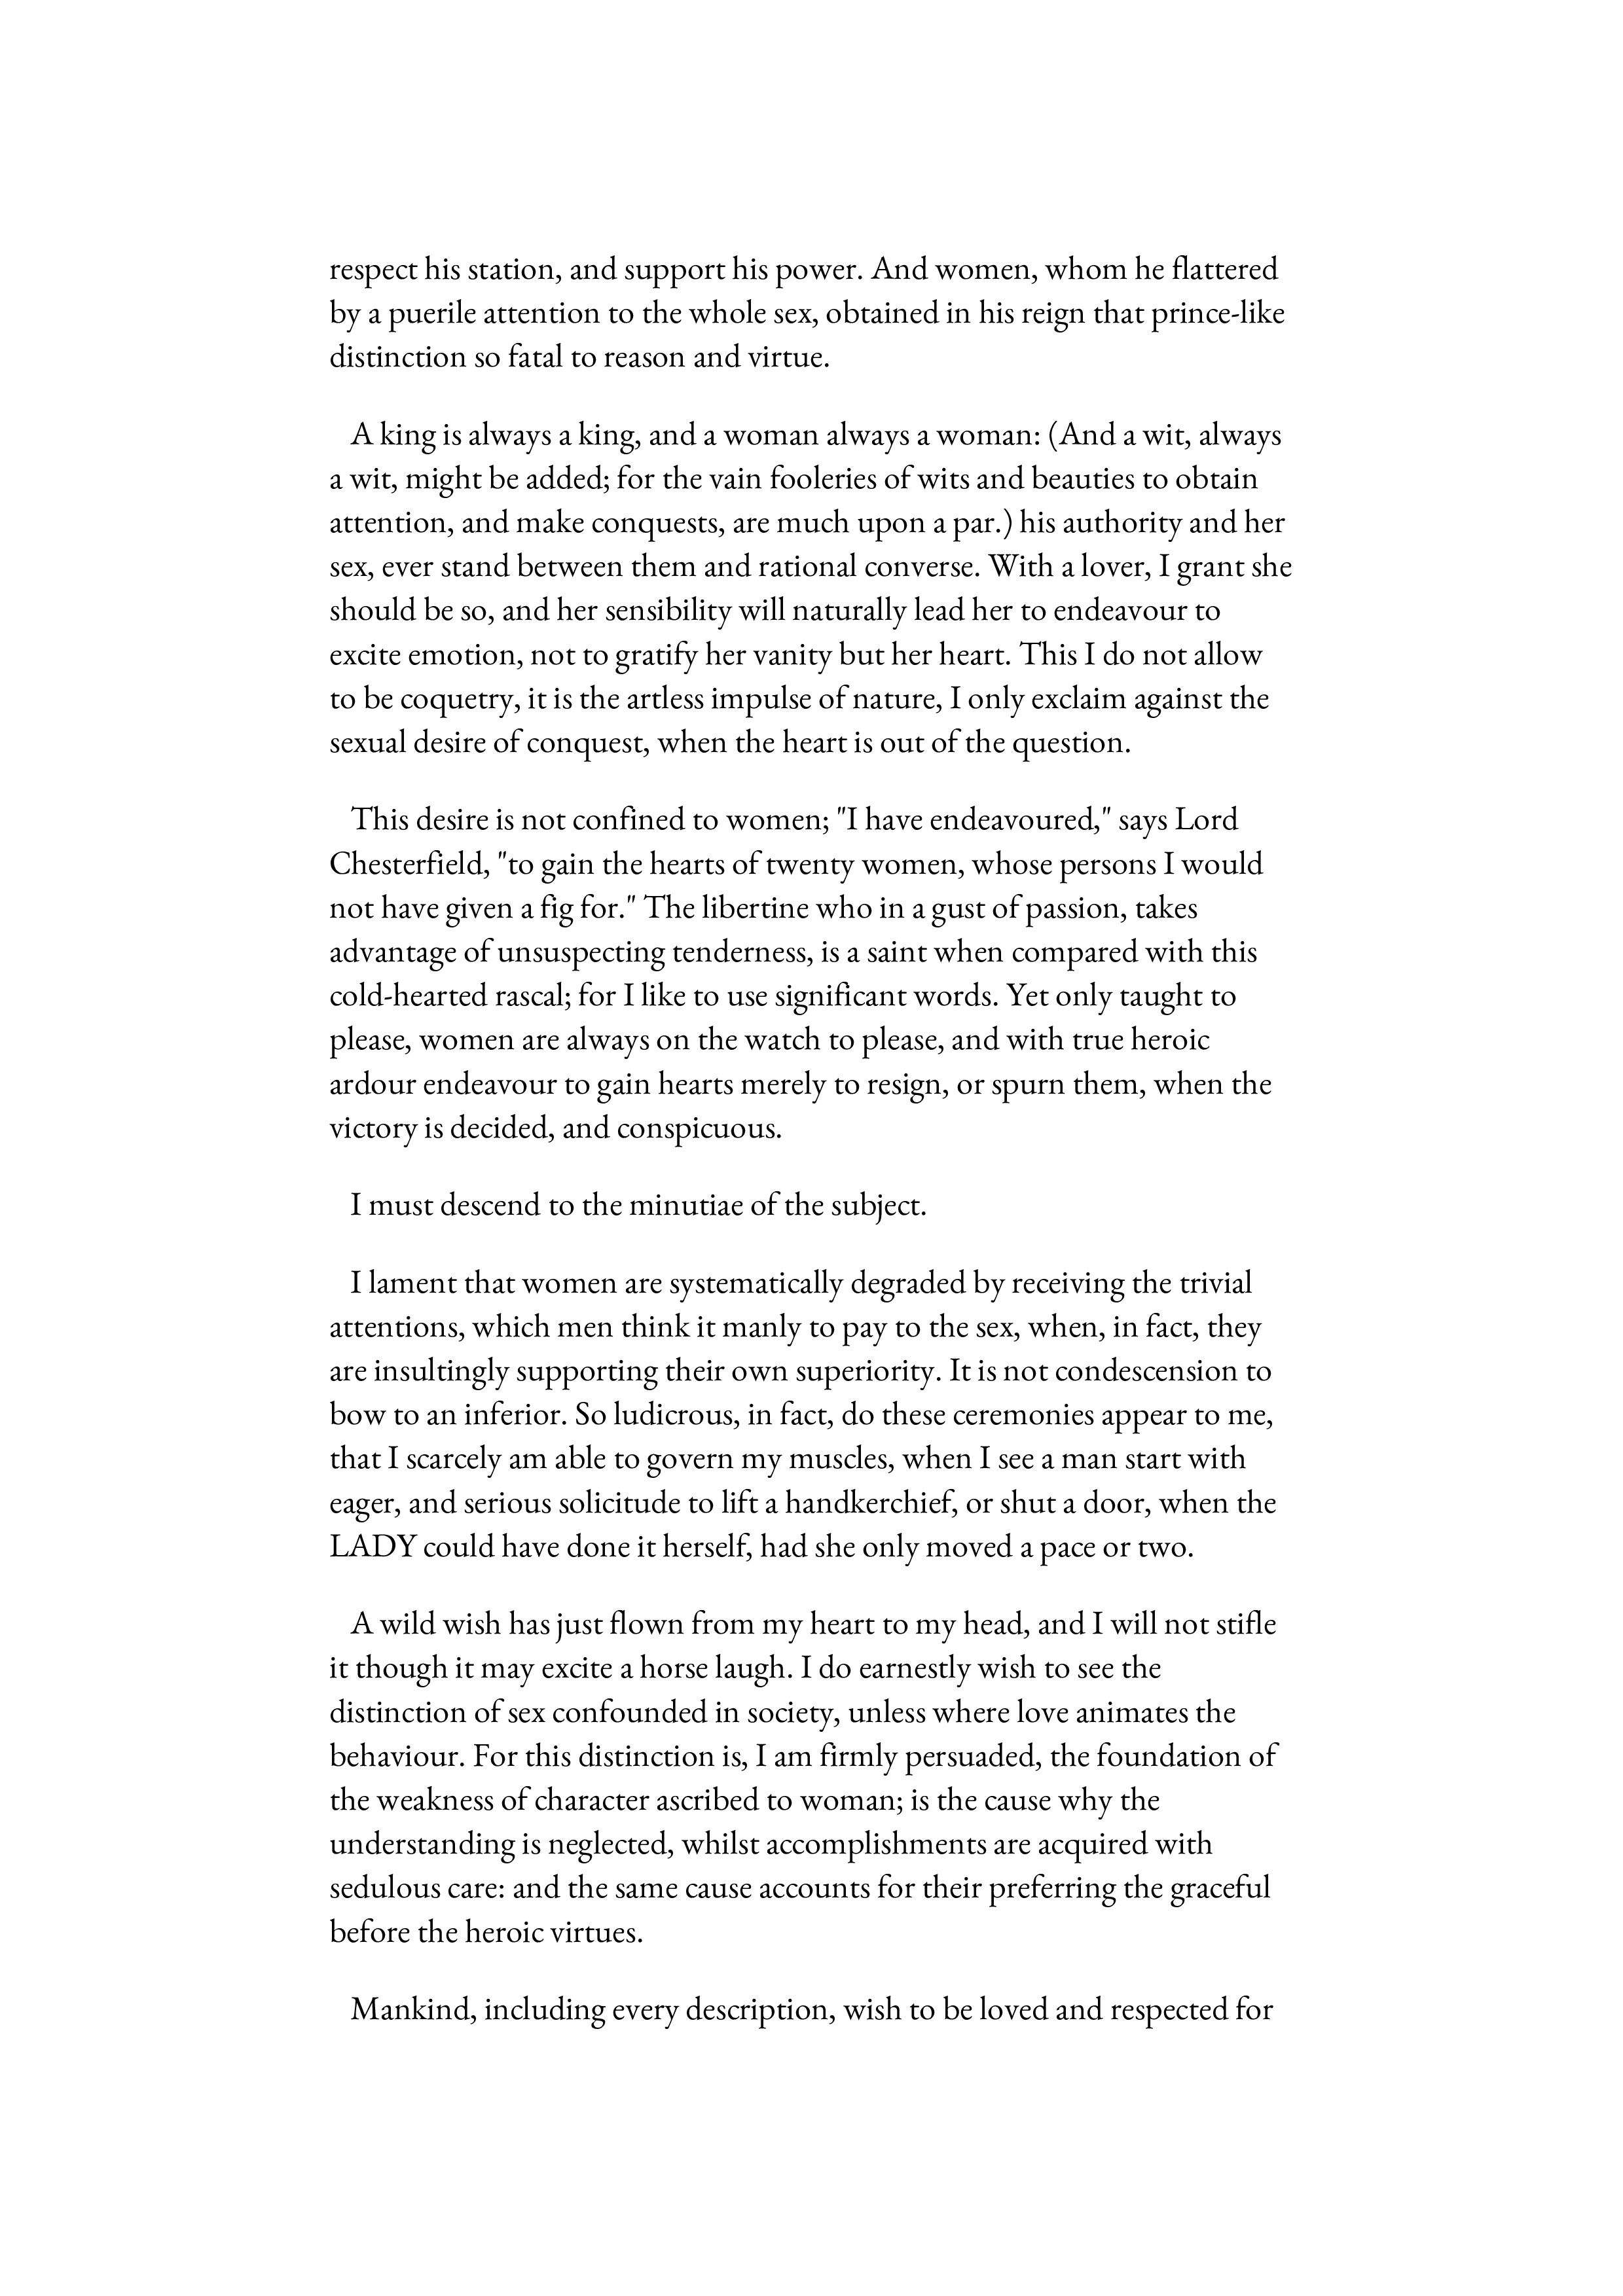 respect his station, and support his power. And women, whom he flattered
by a puerile attention to the whole sex, obtained in his reign that prince-like
distinction so fatal to reason and virtue.
A king is always a king, and a woman always a woman: (And a wit, always
a wit, might be added; for the vain fooleries of wits and beauties to obtain
attention, and make conquests, are much upon a par.) his authority and her
sex, ever stand between them and rational converse. With a lover, I grant she
should be so, and her sensibility will naturally lead her to endeavour to
excite emotion, not to gratify her vanity but her heart. This I do not allow
to be coquetry, it is the artless impulse of nature, I only exclaim against the
sexual desire of conquest, when the heart is out of the question.
This desire is not confined to women; "I have endeavoured," says Lord
Chesterfield, "to gain the hearts of twenty women, whose persons I would
not have given a fig for." The libertine who in a gust of passion, takes
advantage of unsuspecting tenderness, is a saint when compared with this
cold-hearted rascal; for I like to use significant words. Yet only taught to
please, women are always on the watch to please, and with true heroic
ardour endeavour to gain hearts merely to resign, or spurn them, when the
victory is decided, and conspicuous.
I must descend to the minutiae of the subject.
I lament that women are systematically degraded by receiving the trivial
attentions, which men think it manly to pay to the sex, when, in fact, they
are insultingly supporting their own superiority. It is not condescension to
bow to an inferior. So ludicrous, in fact, do these ceremonies appear to me,
that I scarcely am able to govern my muscles, when I see a man start with
eager, and serious solicitude to lift a handkerchief, or shut a door, when the
LADY could have done it herself, had she only moved a pace or two.
A wild wish has just flown from my heart to my head, and I will not stifle
it though it may excite a horse laugh. I do earnestly wish to see the
distinction of sex confounded in society, unless where love animates the
behaviour. For this distinction is, I am firmly persuaded, the foundation of
the weakness of character ascribed to woman; is the cause why the
understanding is neglected, whilst accomplishments are acquired with
sedulous care: and the same cause accounts for their preferring the graceful
before the heroic virtues.
Mankind, including every description, wish to be loved and respected for